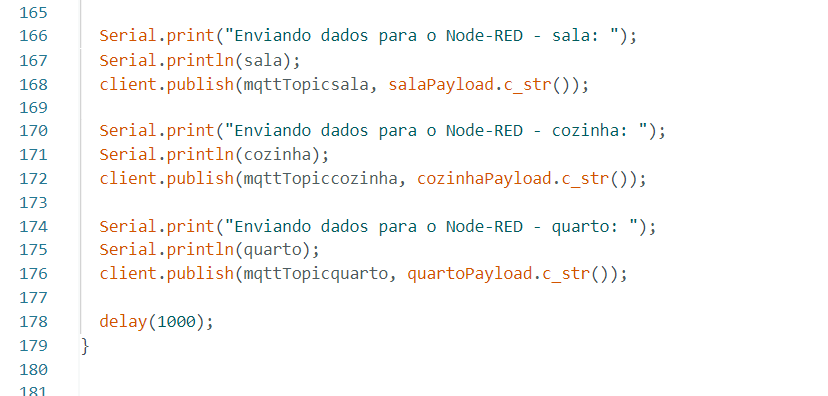 165
166 Serial.print("Enviando dados para o Node-RED - sala: ");
167 Serial.println(sala);
168 client.publish(mqttTopicsala, salaPayload.c_str());
169
170 Serial.print("Enviando dados para o Node-RED - cozinha: ");
171 Serial.println(cozinha);
172 client.publish(mqttTopiccozinha, cozinhaPayload.c_str());
173
174 Serial.print("Enviando dados para o Node-RED - quarto: ");
175 Serial.println(quarto);
176 client.publish(mqttTopicquarto, quartoPayload.c_str());
177
178 delay(1000);
179 }
180
181